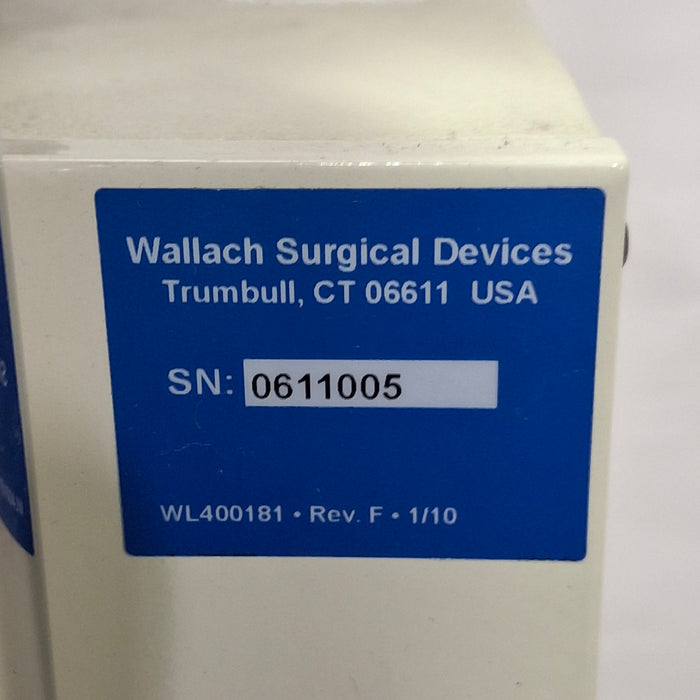 Wallach Surgical Devices
Trumbull, CT 06611 USA
SN: 0611005
WL400181 • Rev. F • 1/10